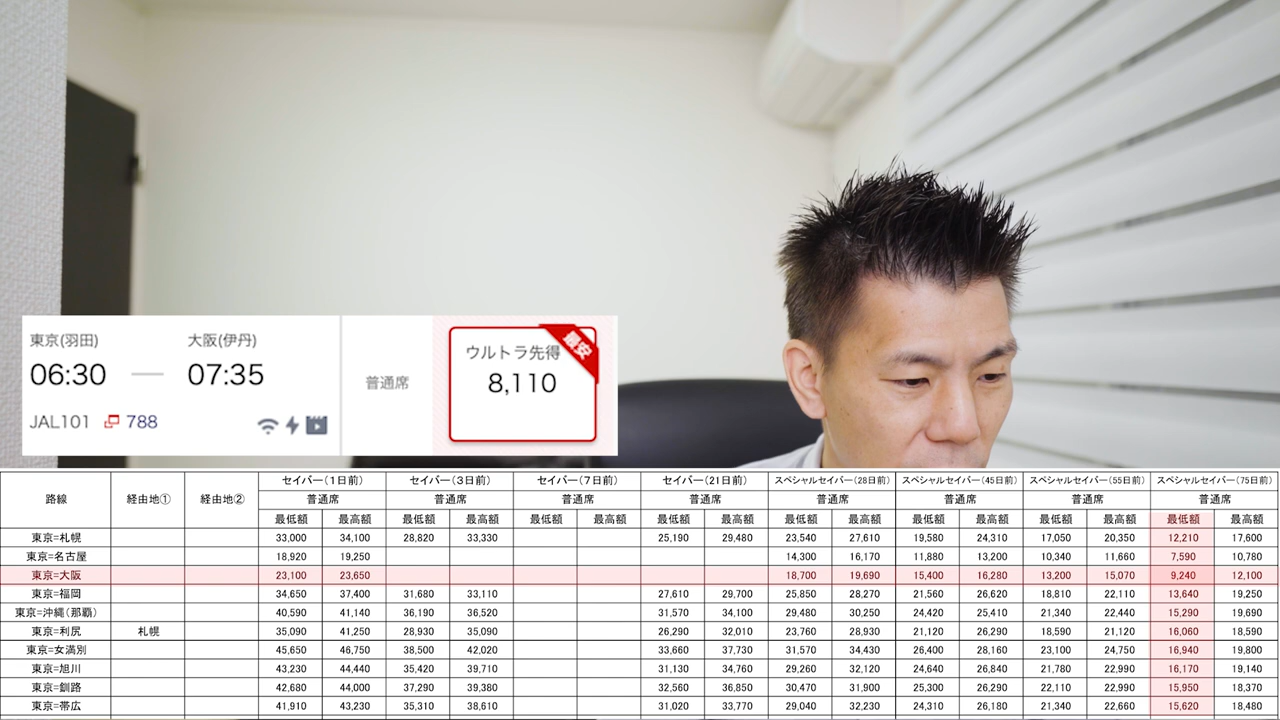 東京(羽田) 大阪(伊丹)
06:30 — 07:35
JAL101 788
普通席
ウルトラ先得
最安
8,110
路線 経由地① 経由地② セイバー(1日前) セイバー(3日前) セイバー(7日前) セイバー(21日前) スペシャルセイバー(28日前) スペシャルセイバー(45日前) スペシャルセイバー(55日前) スペシャルセイバー(75日前)
普通席 普通席 普通席 普通席 普通席 普通席 普通席 普通席
最低額 最高額 最低額 最高額 最低額 最高額 最低額 最高額 最低額 最高額 最低額 最高額 最低額 最高額 最低額 最高額
東京=札幌 33,000 34,100 28,820 33,330 25,190 29,480 23,540 27,610 19,580 24,310 17,050 20,350 12,210 17,600
東京=名古屋 18,920 19,250 14,300 16,170 11,880 13,200 10,340 11,660 7,590 10,780
東京=大阪 23,100 23,650 18,700 19,690 15,400 16,280 13,200 15,070 9,240 12,100
東京=福岡 34,650 37,400 31,680 33,110 27,610 29,700 25,850 28,270 21,560 26,620 18,810 22,110 13,640 19,250
東京=沖縄(那覇) 40,590 41,140 36,190 36,520 31,570 34,100 29,480 30,250 24,420 25,410 21,340 22,440 15,290 19,690
東京=利尻 札幌 35,090 41,250 28,930 35,090 26,290 32,010 23,760 28,930 21,120 26,290 18,590 21,120 16,060 18,590
東京=女満別 45,650 46,750 38,500 42,020 33,660 37,730 31,570 34,430 26,400 28,160 23,100 24,750 16,940 19,800
東京=旭川 43,230 44,440 35,420 39,710 31,130 34,760 29,260 32,120 24,640 26,840 21,780 22,990 16,170 19,140
東京=釧路 42,680 44,000 37,290 39,380 32,560 36,850 30,470 31,900 25,300 26,290 22,110 22,990 15,950 18,370
東京=帯広 41,910 43,230 35,310 38,610 31,020 33,770 29,040 32,230 24,310 26,180 21,340 22,660 15,620 18,480